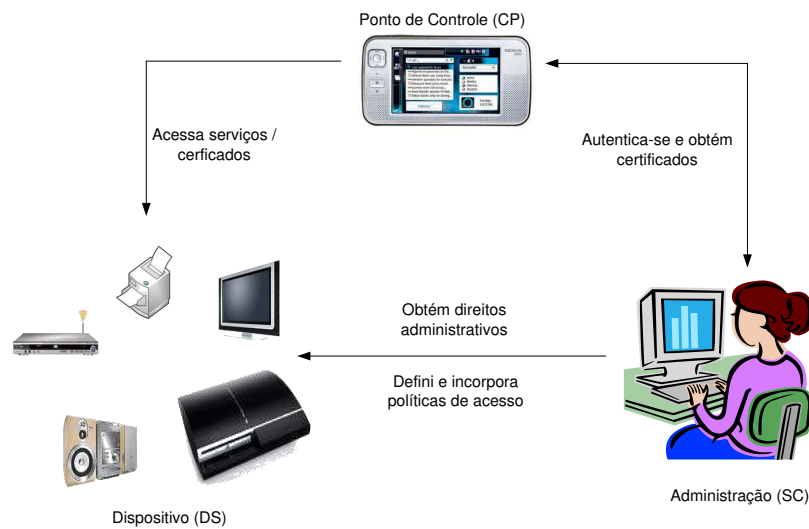 Ponto de Controle (CP)
NOKIA
Acessa serviços /
cerficados
Autentica-se e obtém
certificados
Obtém direitos
administrativos
Defini e incorpora
políticas de acesso
Administração (SC)
Dispositivo (DS)